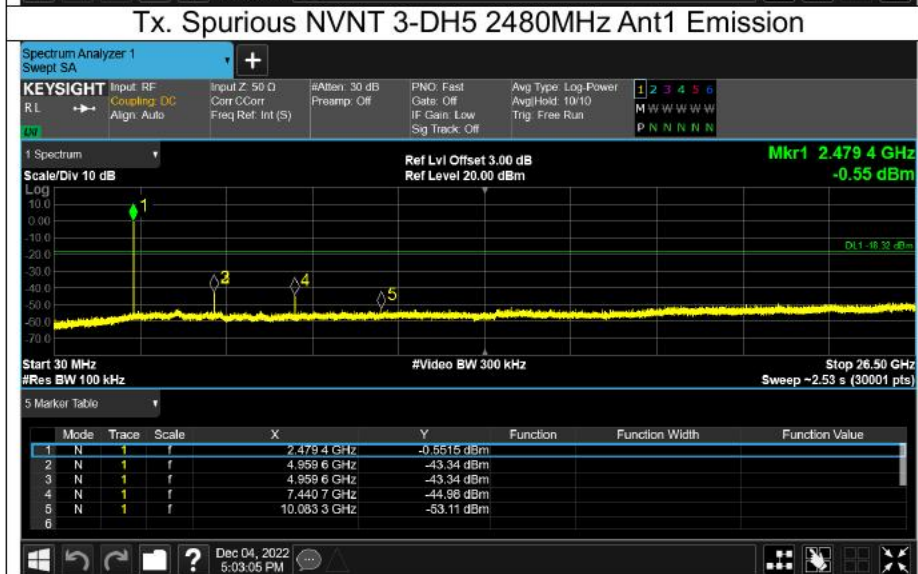 Tx. Spurious NVNT 3-DH5 2480MHz Ant1 Emission
Spectrum Analyzer 1
Swept SA
+
KEYSIGHT Input: RF Input Z: 50 Ω #Atten: 30 dB PNO: Fast Avg Type: Log-Power 1 2 3 4 5 6
RL Coupling: DC Corr CCorr Preamp: Off Gate: Off Avg|Hold: 10/10 M W W W W W
Align: Auto Freq Ref: Int (S) IF Gain: Low Trig: Free Run
Sig Track: Off P N N N N N
LXI
1 Spectrum Ref Lvl Offset 3.00 dB Mkr1 2.479 4 GHz
Scale/Div 10 dB Ref Level 20.00 dBm -0.55 dBm
Log
10.0
1
0.00
-10.0
DL1 -18.32 dBm
-20.0
-30.0
4
-40.0
5
-50.0
-60.0
-70.0
Start 30 MHz #Video BW 300 kHz Stop 26.50 GHz
#Res BW 100 kHz Sweep ~2.53 s (30001 pts)
5 Marker Table
Mode Trace Scale X Y Function Function Width Function Value
1 N 1 f 2.479 4 GHz -0.5515 dBm
2 N 1 f 4.959 6 GHz -43.34 dBm
3 N 1 f 4.959 6 GHz -43.34 dBm
4 N 1 f 7.440 7 GHz -44.98 dBm
5 N 1 f 10.083 3 GHz -53.11 dBm
6
? Dec 04, 2022
5:03:05 PM